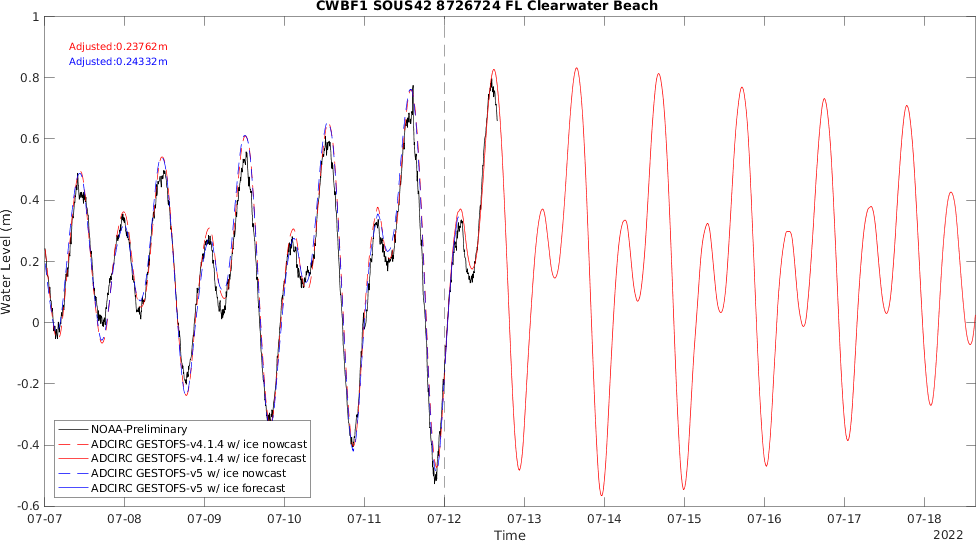 CWBF1 SOUS42 8726724 FL Clearwater Beach
Adjusted:0.23762m
Adjusted:0.24332m
1
0.8
0.6
0.4
0.2
0
-0.2
-0.4
-0.6
Water Level (m)
NOAA-Preliminary
ADCIRC GESTOFS-v4.1.4 w/ ice nowcast
ADCIRC GESTOFS-v4.1.4 w/ ice forecast
ADCIRC GESTOFS-v5 w/ ice nowcast
ADCIRC GESTOFS-v5 w/ ice forecast
07-07 07-08 07-09 07-10 07-11 07-12 07-13 07-14 07-15 07-16 07-17 07-18
Time
2022